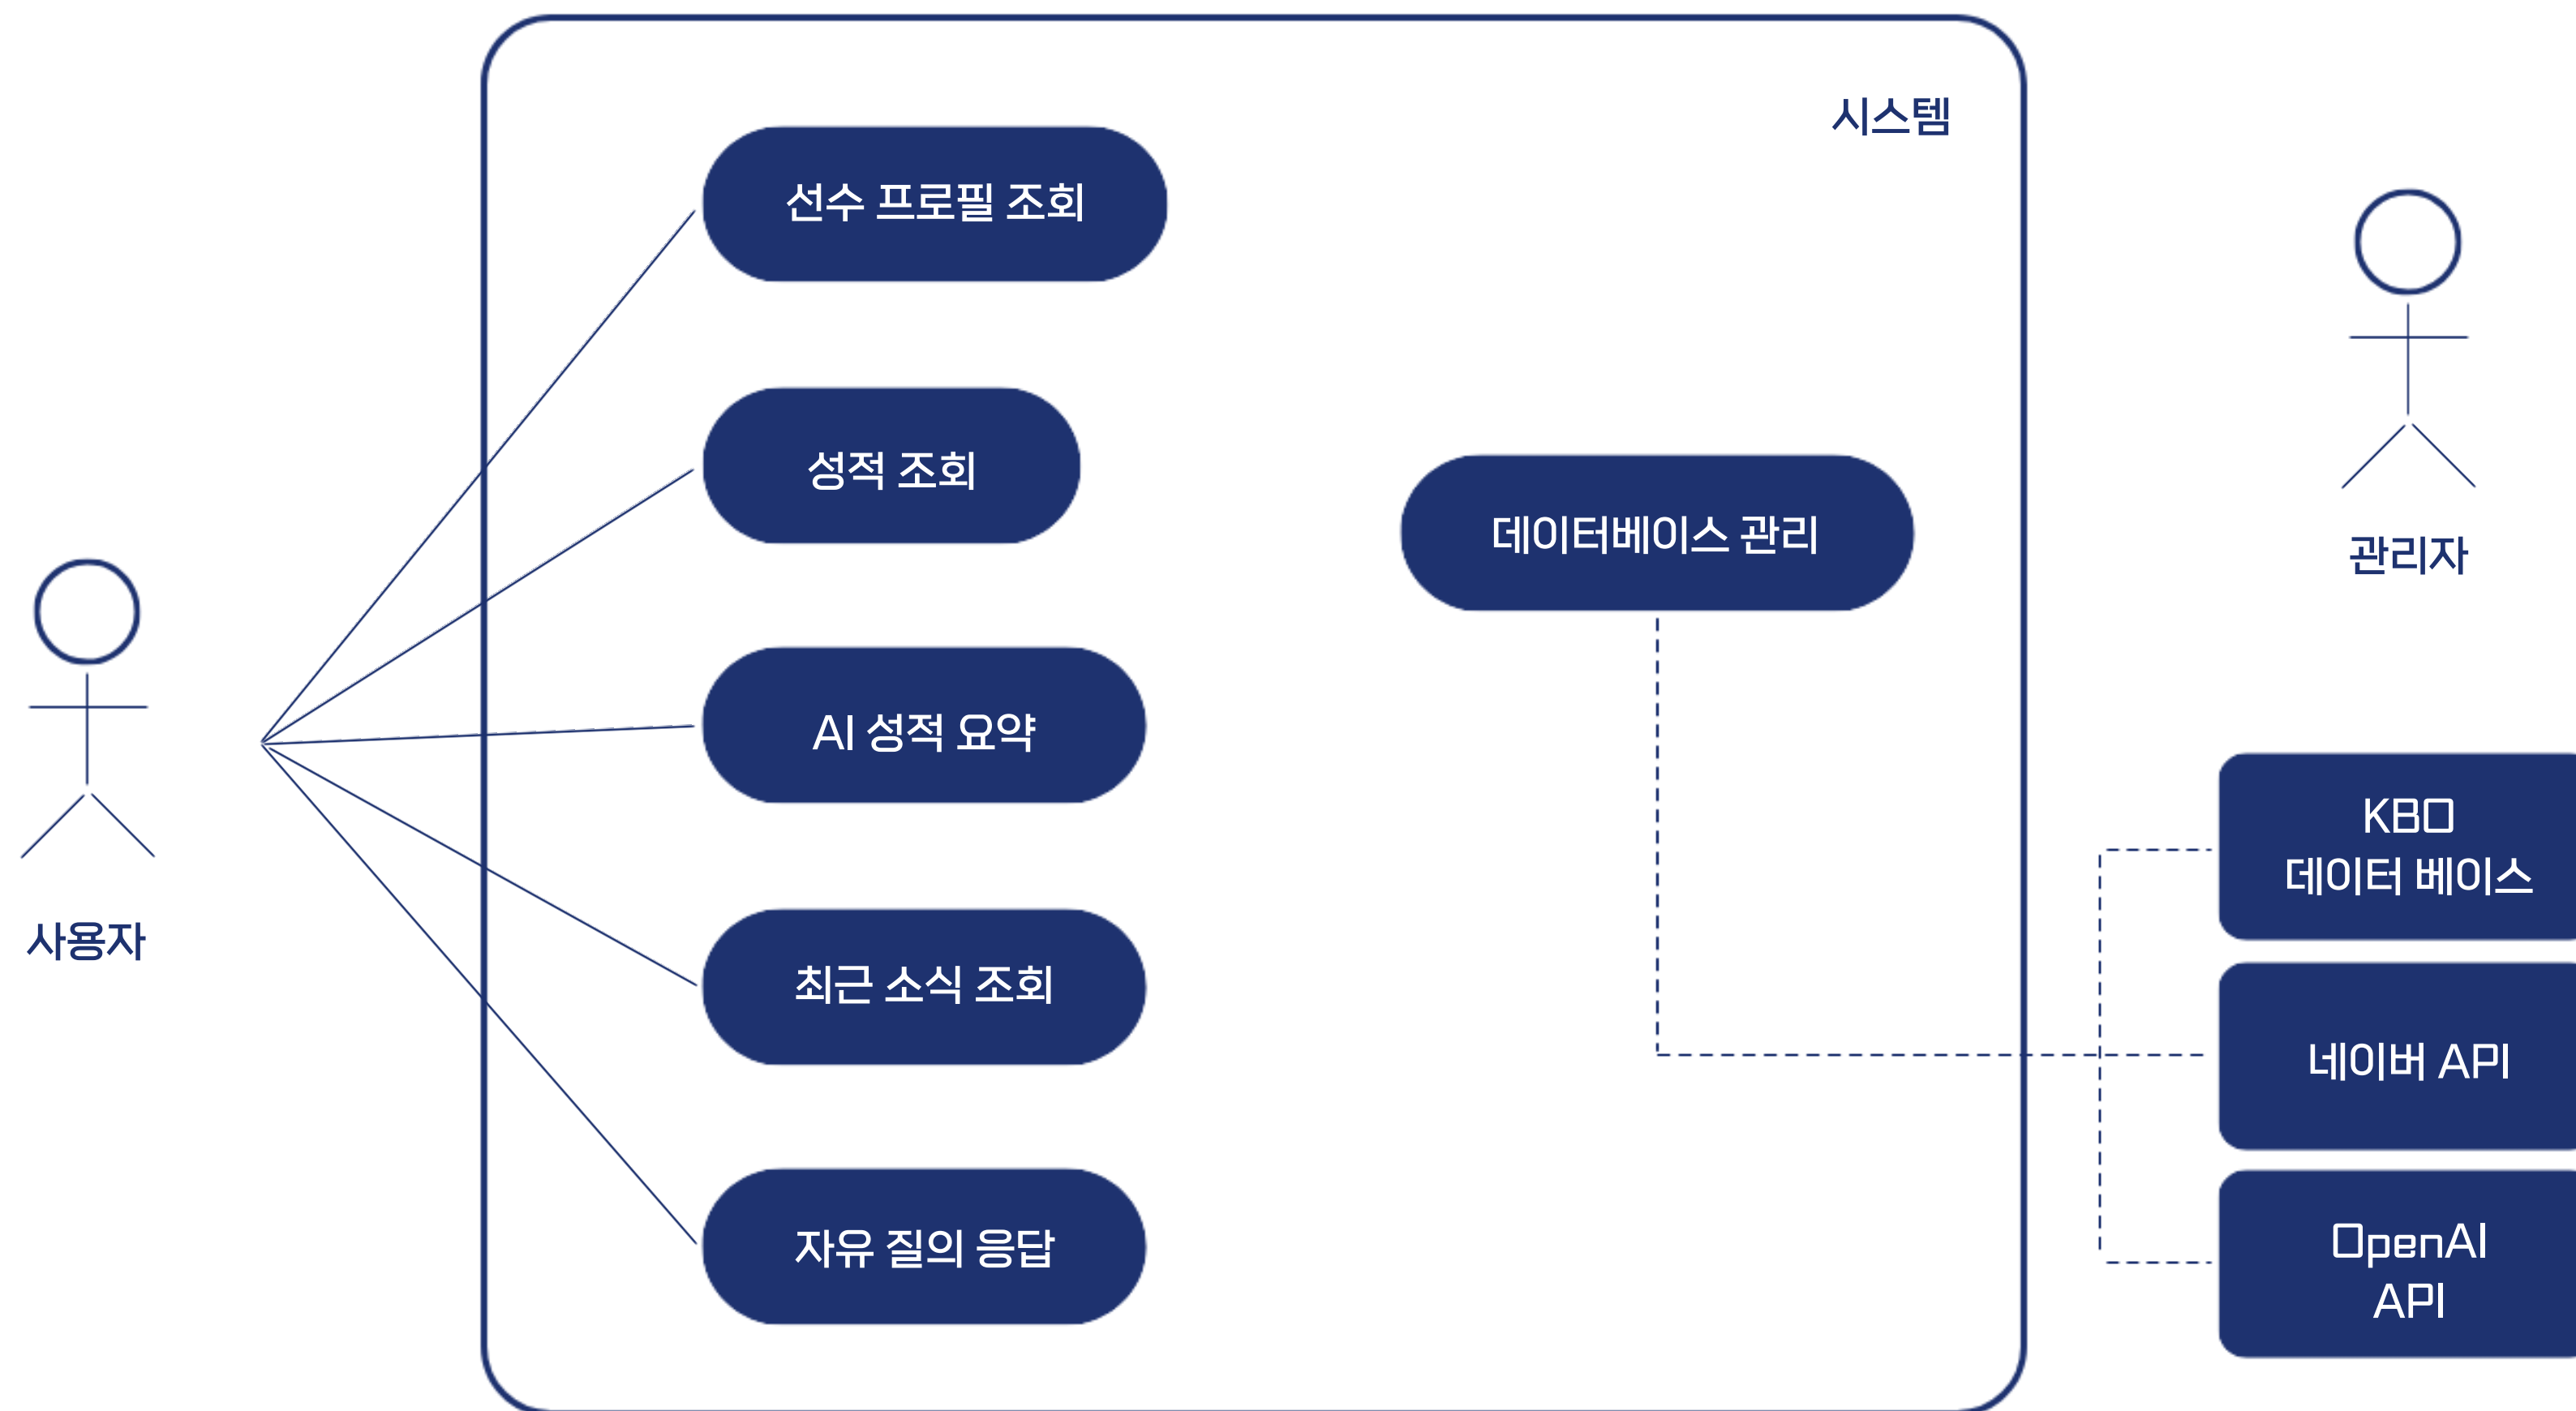 시스템
선수 프로필 조회
성적 조회
데이터베이스 관리
관리자
AI 성적 요약
KBO
데이터 베이스
사용자
최근 소식 조회
네이버 API
자유 질의 응답
OpenAI
API